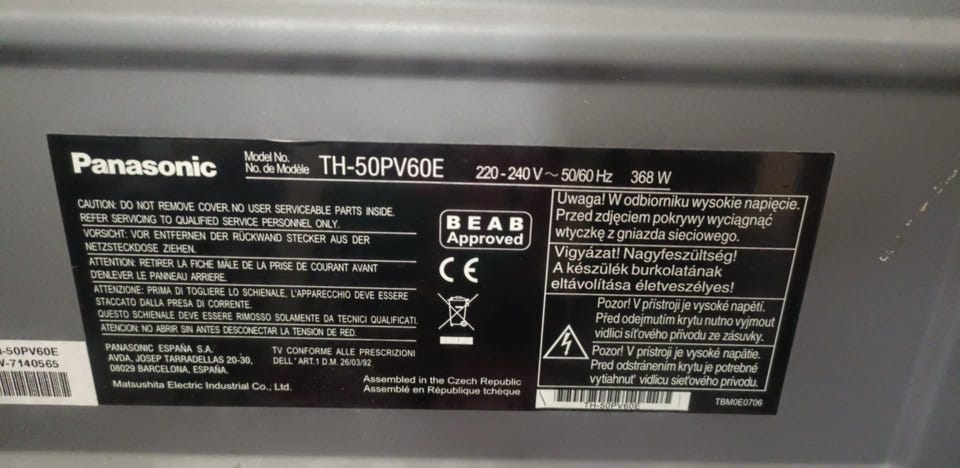 Panasonic
Model No.
No. de Modèle
TH-50PV60E
220 - 240 V ~ 50/60 Hz 368 W
CAUTION: DO NOT REMOVE COVER. NO USER SERVICEABLE PARTS INSIDE.
REFER SERVICING TO QUALIFIED SERVICE PERSONNEL ONLY.
VORSICHT: VOR ENTFERNEN DER RÜCKWAND STECKER AUS DER
NETZSTECKDOSE ZIEHEN.
ATTENTION: RETIRER LA FICHE MÂLE DE LA PRISE DE COURANT AVANT
D'ENLEVER LE PANNEAU ARRIERE.
ATTENZIONE: PRIMA DI TOGLIERE LO SCHIENALE, L'APPARECCHIO DEVE ESSERE
STACCATO DALLA PRESA DI CORRENTE.
QUESTO SCHIENALE DEVE ESSERE RIMOSSO SOLAMENTE DA TECNICI QUALIFICATI.
ATENCION: NO ABRIR SIN ANTES DESCONECTAR LA TENSION DE RED.
PANASONIC ESPAÑA S.A.
AVDA, JOSEP TARRADELLAS 20-30,
08029 BARCELONA, ESPAÑA.
TV CONFORME ALLE PRESCRIZIONI
DELL' ART.1 D.M. 26/03/92
Matsushita Electric Industrial Co., Ltd.
Assembled in the Czech Republic
Assemblé en République tchèque
BEAB
Approved
CE
Uwaga! W odbiorniku wysokie napięcie.
Przed zdjęciem pokrywy wyciągnąć
wtyczkę z gniazda sieciowego.
Vigyázat! Nagyfeszültség!
A készülék burkolatának
eltávolítása életveszélyes!
Pozor! V přístroji je vysoké napětí.
Před odejmutím krytu nutno vyjmout
vidlici síťového přívodu ze zásuvky.
Pozor! V prístroji je vysoké napätie.
Pred odstránením krytu je potrebné
vytiahnuť vidlicu sieťového prívodu.
TH-50PV60E
TBM0E0706
-50PV60E
-7140565